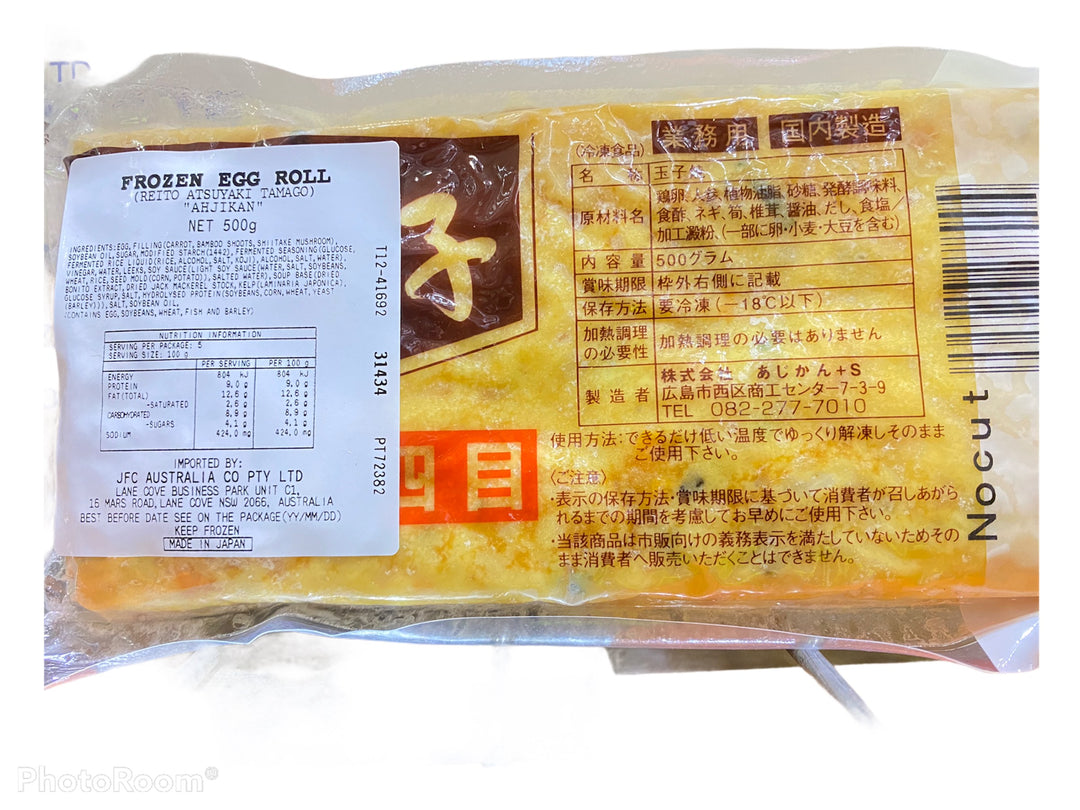 FROZEN EGG ROLL
(REITO ATSUYAKI TAMAGO)
"AHJIKAN"
NET 500g
INGREDIENTS:EGG, FILLING(CARROT, BAMBOO SHOOTS, SHIITAKE MUSHROOM),
SOYBEAN OIL, SUGAR, MODIFIED STARCH(1442), FERMENTED SEASONING(GLUCOSE,
FERMENTED RICE LIQUID(RICE, ALCOHOL, SALT, KOJI), ALCOHOL, SALT, WATER),
VINEGAR, WATER, LEEKS, SOY SAUCE(LIGHT SOY SAUCE(WATER, SALT, SOYBEANS,
WHEAT, RICE, SEED MOLD(CORN, POTATO)), SALTED WATER), SOUP BASE(DRIED
BONITO EXTRACT, DRIED JACK MACKEREL STOCK, KELP(LAMINARIA JAPONICA),
GLUCOSE SYRUP, SALT, HYDROLYSED PROTEIN(SOYBEANS, CORN, WHEAT, YEAST
(BARLEY))), SALT, SOYBEAN OIL.
(CONTAINS EGG, SOYBEANS, WHEAT, FISH AND BARLEY)
NUTRITION INFORMATION
SERVING PER PACKAGE: 5
SERVING SIZE: 100 g
PER SERVING PER 100 g
ENERGY 804 kJ 804 kJ
PROTEIN 9.0 g 9.0 g
FAT(TOTAL) 12.6 g 12.6 g
-SATURATED 2.6 g 2.6 g
CARBOHYDRATED 8.9 g 8.9 g
-SUGARS 4.1 g 4.1 g
SODIUM 424.0 mg 424.0 mg
IMPORTED BY:
JFC AUSTRALIA CO PTY LTD
LANE COVE BUSINESS PARK UNIT C1,
16 MARS ROAD, LANE COVE NSW 2066, AUSTRALIA
BEST BEFORE DATE SEE ON THE PACKAGE(YY/MM/DD)
KEEP FROZEN
MADE IN JAPAN
T12-41692 31434 PT72382
子
四目
業務用 国内製造
(冷凍食品)
名 称 玉子焼
原材料名 鶏卵、人参、植物油脂、砂糖、発酵調味料、
食酢、ネギ、筍、椎茸、醤油、だし、食塩/
加工澱粉、(一部に卵・小麦・大豆を含む)
内容量 500グラム
賞味期限 枠外右側に記載
保存方法 要冷凍(-18℃以下)
加熱調理の必要性 加熱調理の必要はありません
製造者 株式会社 あじかん+S
広島市西区商工センター7-3-9
TEL 082-277-7010
使用方法:できるだけ低い温度でゆっくり解凍しそのまま
ご使用下さい。
〈ご注意〉
・表示の保存方法・賞味期限に基づいて消費者が召しあがら
れるまでの期間を考慮してお早めにご使用下さい。
・当該商品は市販向けの義務表示を満たしていないためその
まま消費者へ販売いただくことはできません。
Nocut
PhotoRoom®